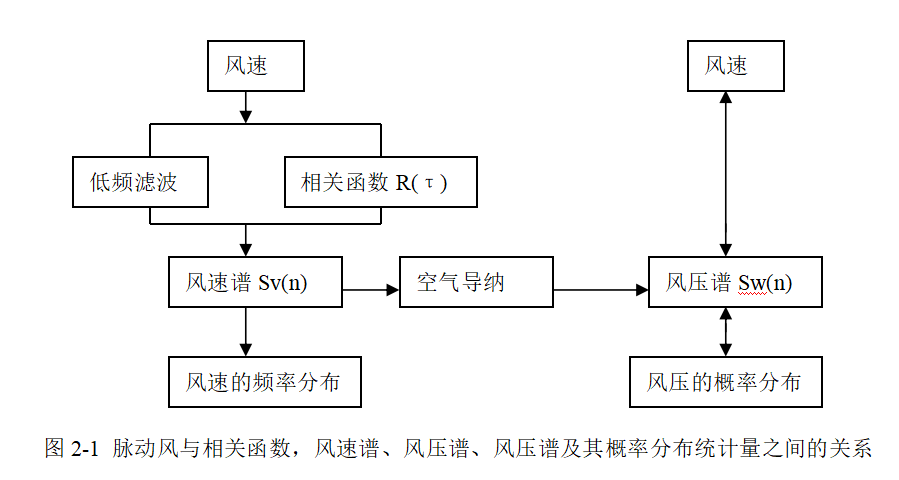 风速
风速
低频滤波
相关函数 R(τ)
风速谱 Sv(n)
空气导纳
风压谱 Sw(n)
风速的频率分布
风压的概率分布
图 2-1 脉动风与相关函数，风速谱、风压谱、风压谱及其概率分布统计量之间的关系